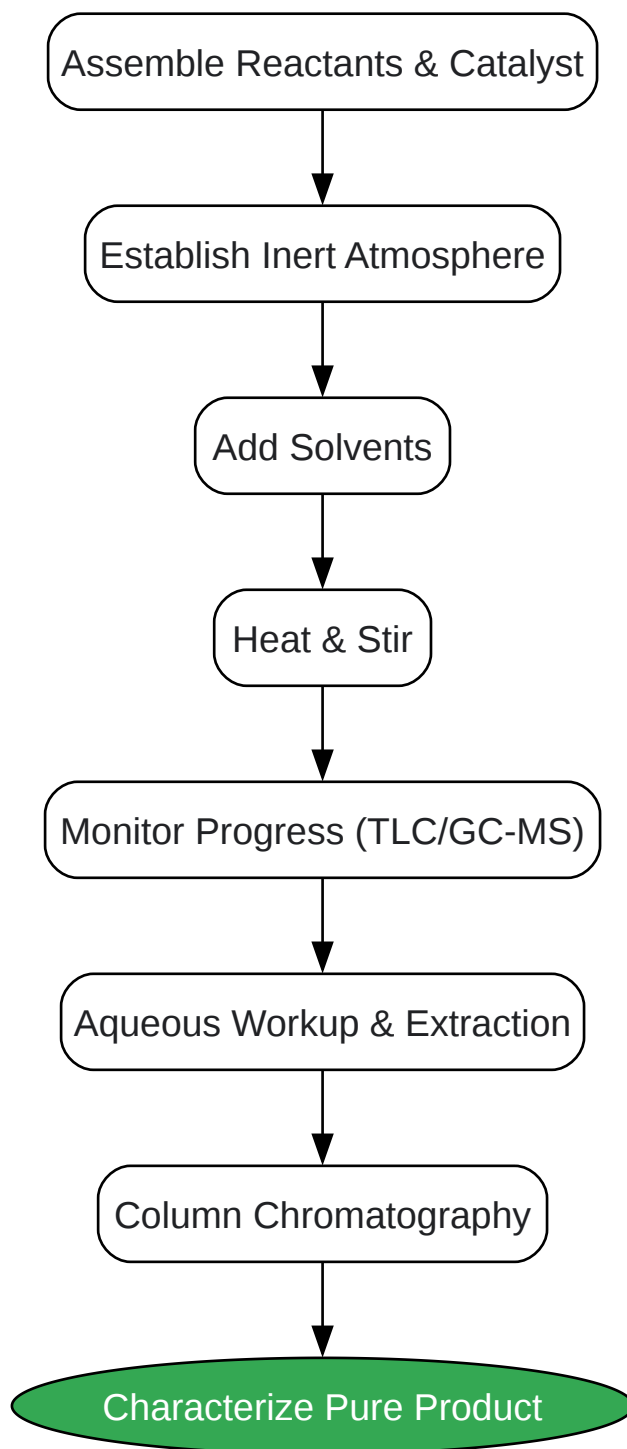 Assemble Reactants & Catalyst
Establish Inert Atmosphere
Add Solvents
Heat & Stir
Monitor Progress (TLC/GC-MS)
Aqueous Workup & Extraction
Column Chromatography
Characterize Pure Product